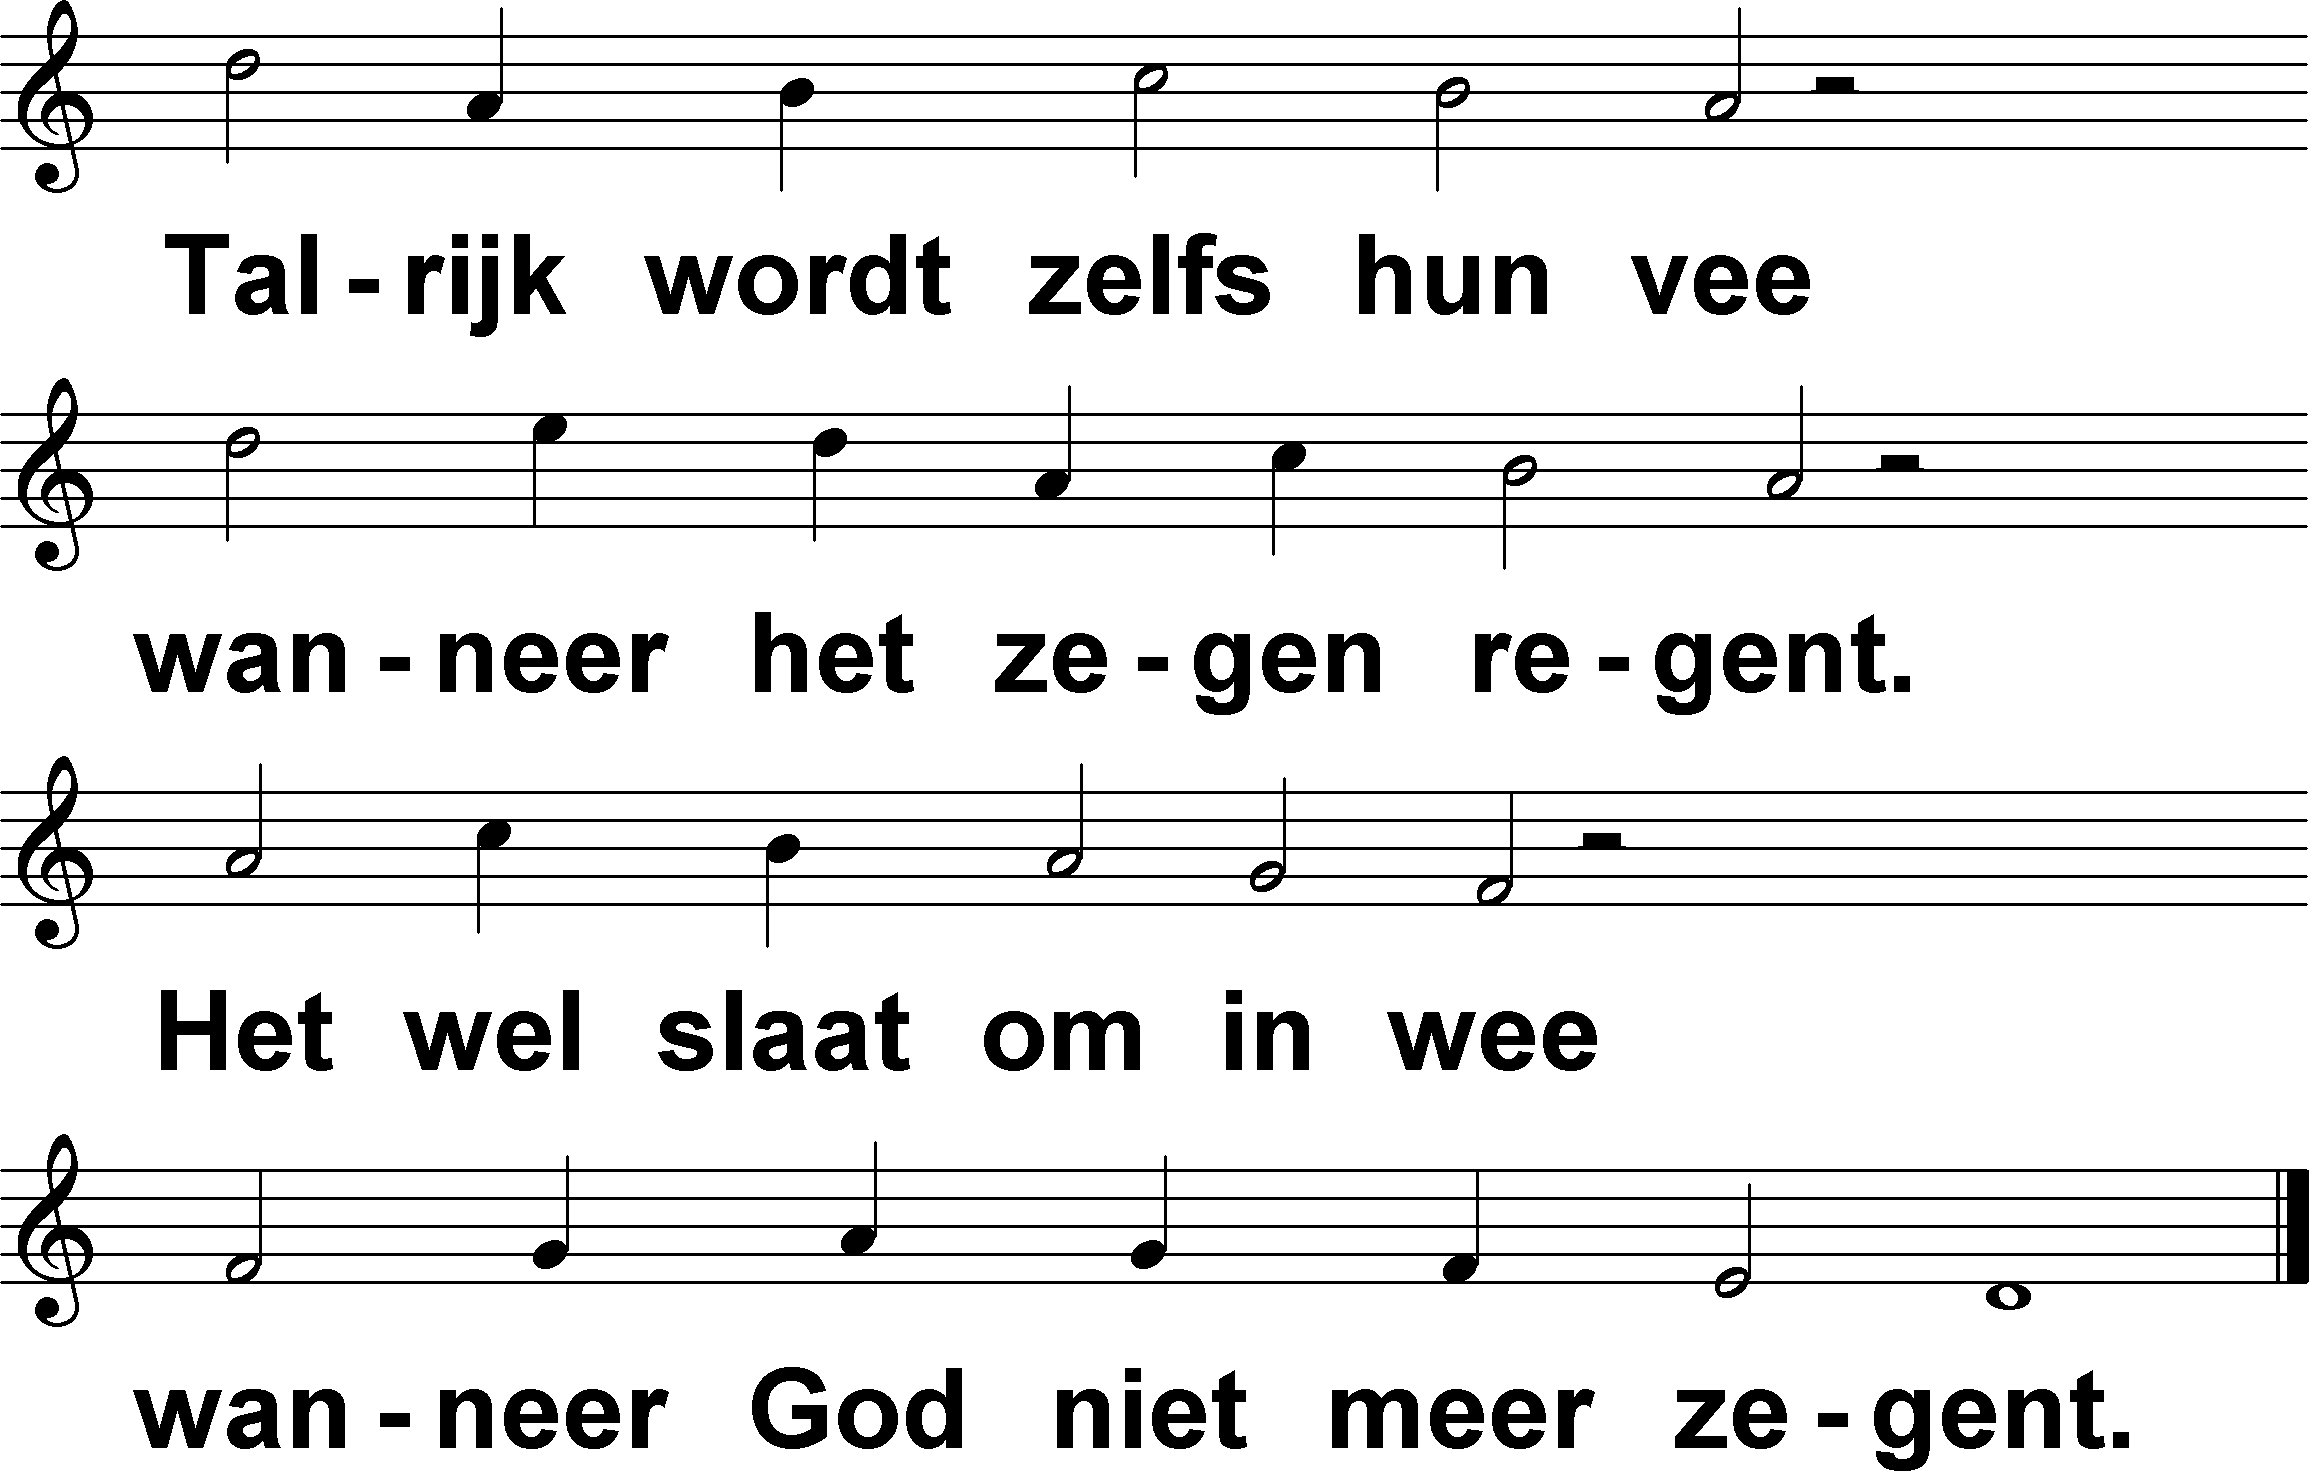 Tal - rijk wordt zelfs hun vee
wan - neer het ze - gen re - gent.
Het wel slaat om in wee
wan - neer God niet meer ze - gent.